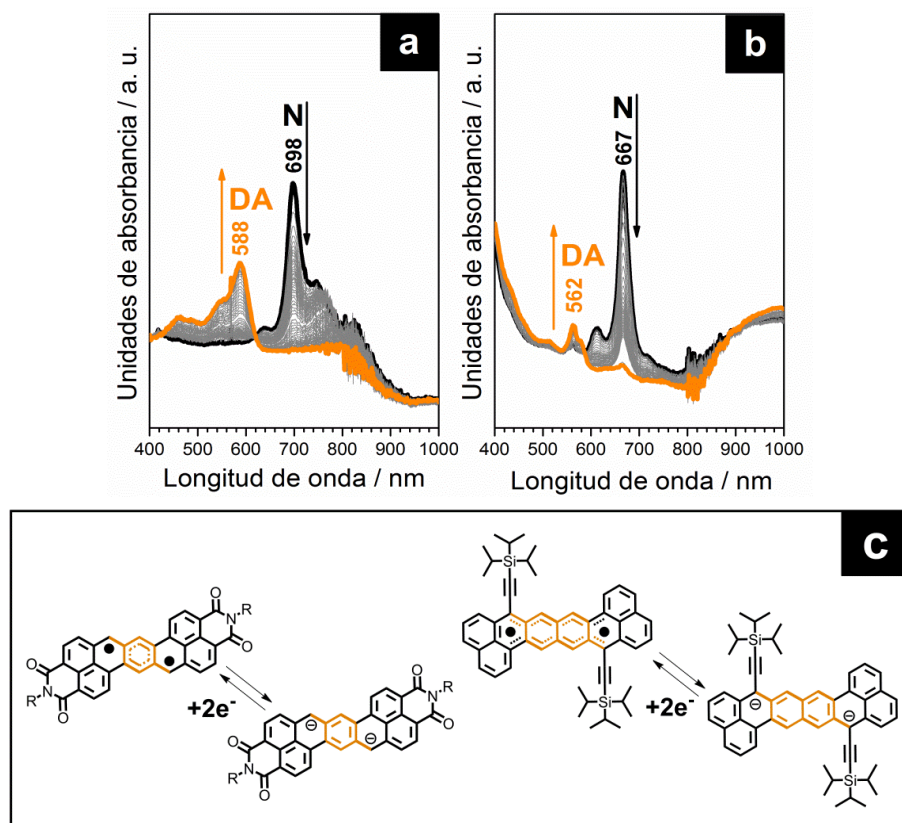 a
Unidades de absorbancia / a. u.
N
698
DA
588
400 500 600 700 800 900 1000
Longitud de onda / nm
b
Unidades de absorbancia / a. u.
N
667
DA
562
400 500 600 700 800 900 1000
Longitud de onda / nm
c
O
N
R
O
O
R'
N
O
+2e⁻
O
N
R
O
⊖
⊖
O
R'
N
O
Si
Si
+2e⁻
Si
⊖
⊖
Si